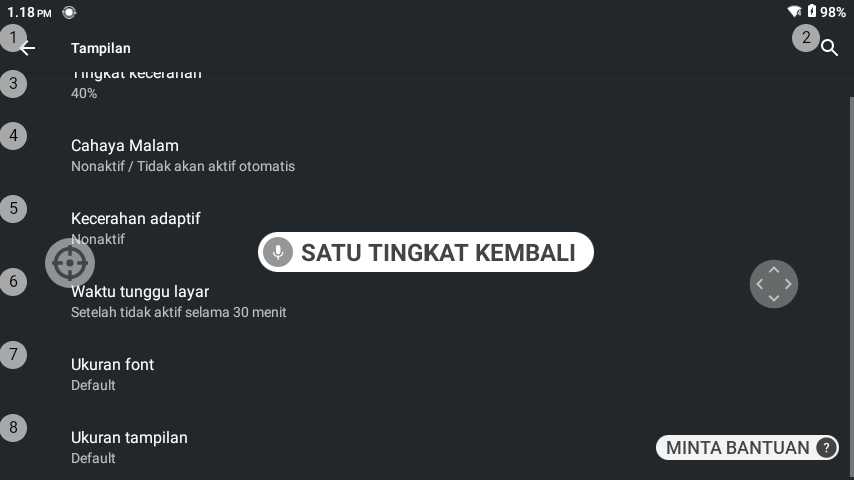 1.18 PM 98%
1 Tampilan 2
3 Tingkat kecerahan
40%
4 Cahaya Malam
Nonaktif / Tidak akan aktif otomatis
5 Kecerahan adaptif
Nonaktif
SATU TINGKAT KEMBALI
6 Waktu tunggu layar
Setelah tidak aktif selama 30 menit
7 Ukuran font
Default
8 Ukuran tampilan
Default
MINTA BANTUAN ?